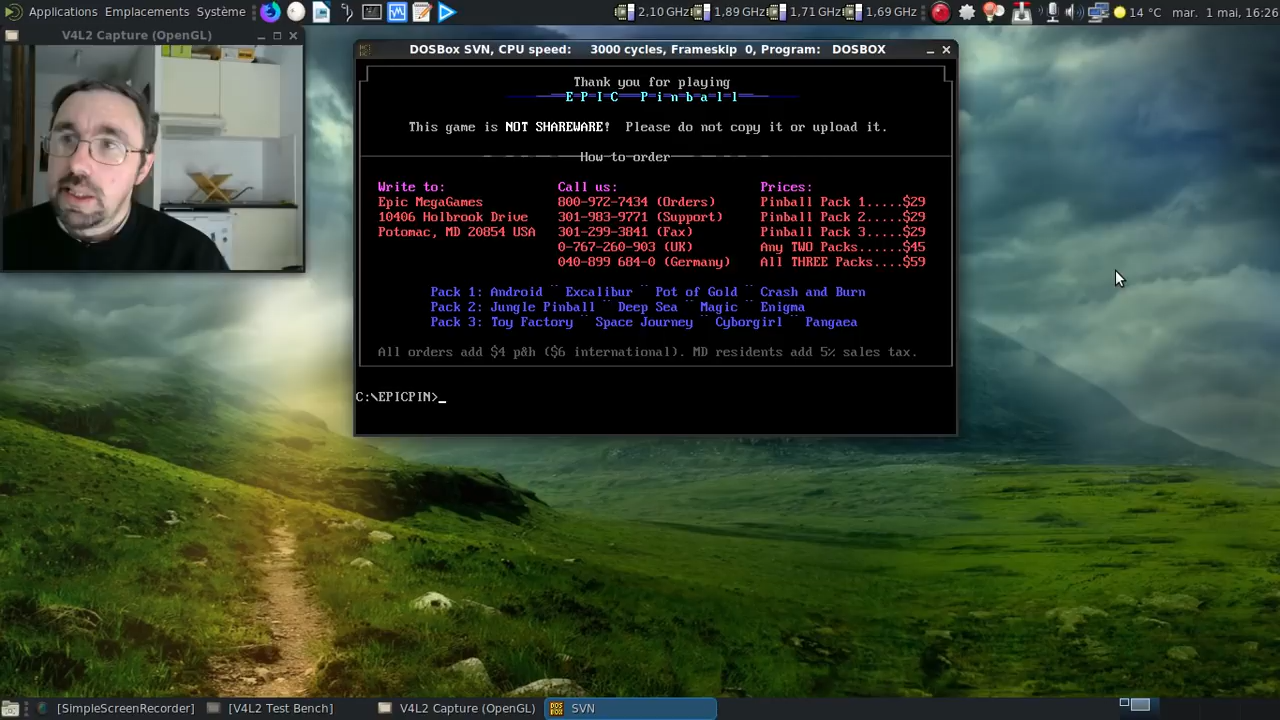 Applications Emplacements Système
2,10 GHz 1,89 GHz 1,71 GHz 1,69 GHz 14 °C mar. 1 mai, 16:26
V4L2 Capture (OpenGL)
DOSBox SVN, CPU speed: 3000 cycles, Frameskip 0, Program: DOSBOX
Thank you for playing
EPIC Pinball
This game is NOT SHAREWARE! Please do not copy it or upload it.
How to order
Write to: Call us: Prices:
Epic MegaGames 800-972-7434 (Orders) Pinball Pack 1.....$29
10406 Holbrook Drive 301-983-9771 (Support) Pinball Pack 2.....$29
Potomac, MD 20854 USA 301-299-3841 (Fax) Pinball Pack 3.....$29
0-767-260-903 (UK) Any TWO Packs......$45
040-899 684-0 (Germany) All THREE Packs....$59
Pack 1: Android ¨ Excalibur ¨ Pot of Gold ¨ Crash and Burn
Pack 2: Jungle Pinball ¨ Deep Sea ¨ Magic ¨ Enigma
Pack 3: Toy Factory ¨ Space Journey ¨ Cyborgirl ¨ Pangaea
All orders add $4 p&h ($6 international). MD residents add 5% sales tax.
C:\EPICPIN>_
[SimpleScreenRecorder] [V4L2 Test Bench] V4L2 Capture (OpenGL) SVN